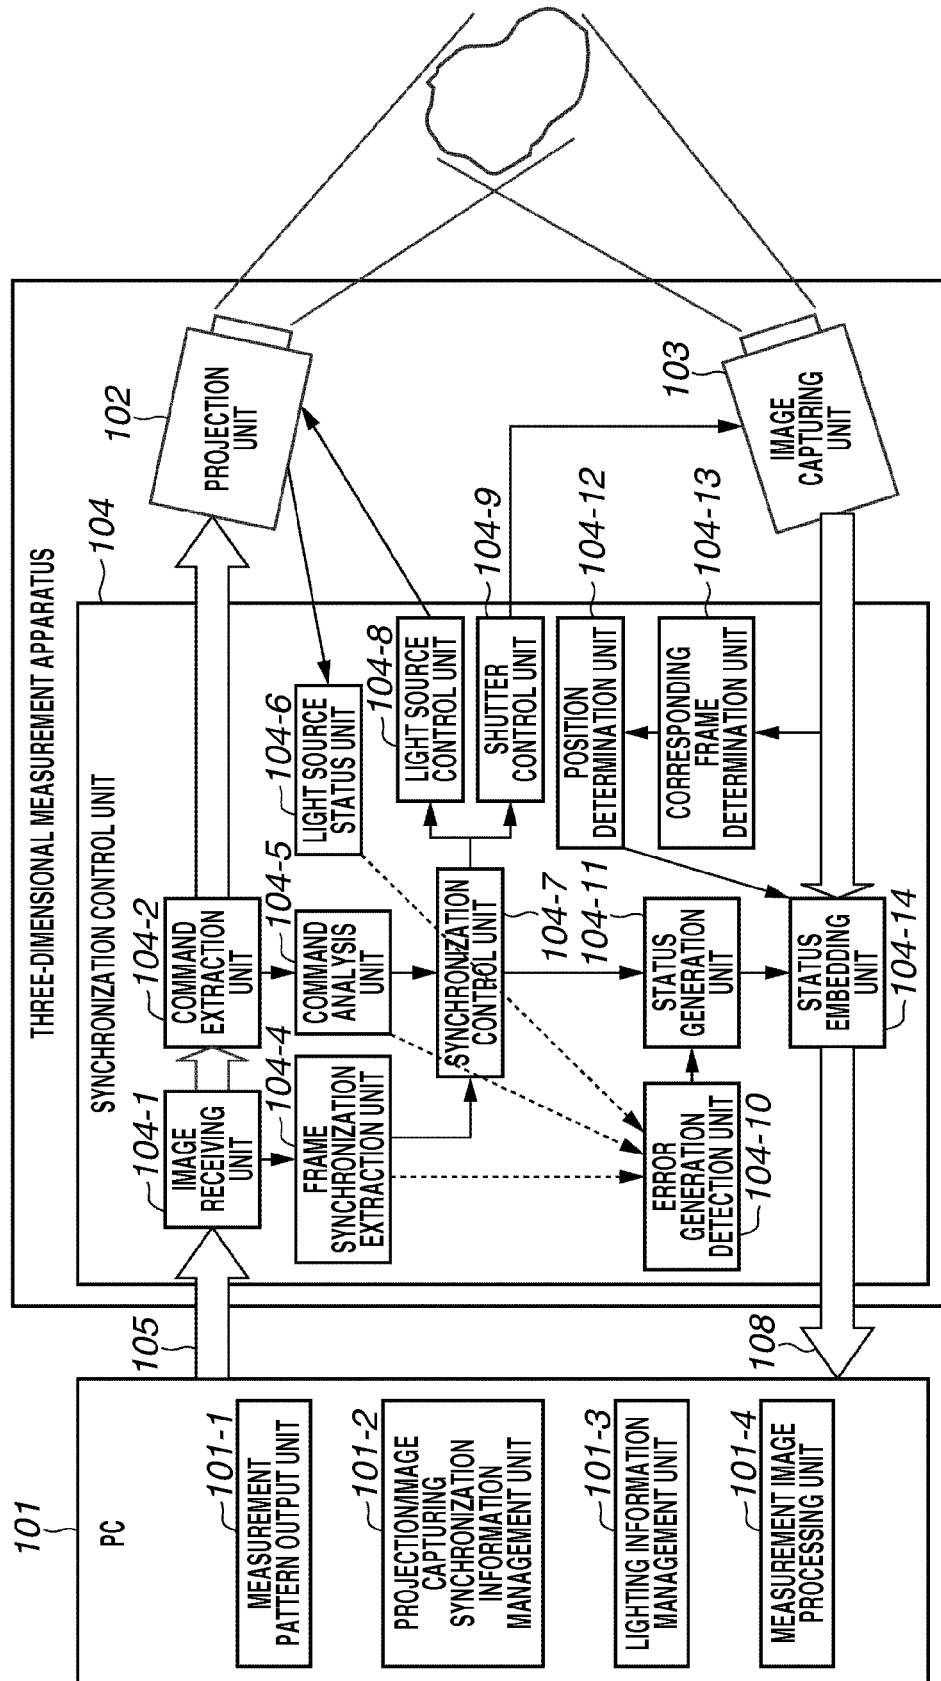 THREE-DIMENSIONAL MEASUREMENT APPARATUS
101
PC
101-1
MEASUREMENT
PATTERN OUTPUT UNIT
101-2
PROJECTION/IMAGE
CAPTURING
SYNCHRONIZATION
INFORMATION
MANAGEMENT UNIT
101-3
LIGHTING INFORMATION
MANAGEMENT UNIT
101-4
MEASUREMENT IMAGE
PROCESSING UNIT
105
108
SYNCHRONIZATION CONTROL UNIT
104
104-1
IMAGE
RECEIVING
UNIT
104-2
COMMAND
EXTRACTION
UNIT
104-4
FRAME
SYNCHRONIZATION
EXTRACTION UNIT
104-5
COMMAND
ANALYSIS
UNIT
104-6
LIGHT SOURCE
STATUS UNIT
SYNCHRONIZATION
CONTROL UNIT
104-7
104-8
LIGHT SOURCE
CONTROL UNIT
104-9
SHUTTER
CONTROL UNIT
ERROR
GENERATION
DETECTION UNIT
104-10
104-11
STATUS
GENERATION
UNIT
104-12
POSITION
DETERMINATION UNIT
104-13
CORRESPONDING
FRAME
DETERMINATION UNIT
STATUS
EMBEDDING
UNIT
104-14
102
PROJECTION
UNIT
103
IMAGE
CAPTURING
UNIT